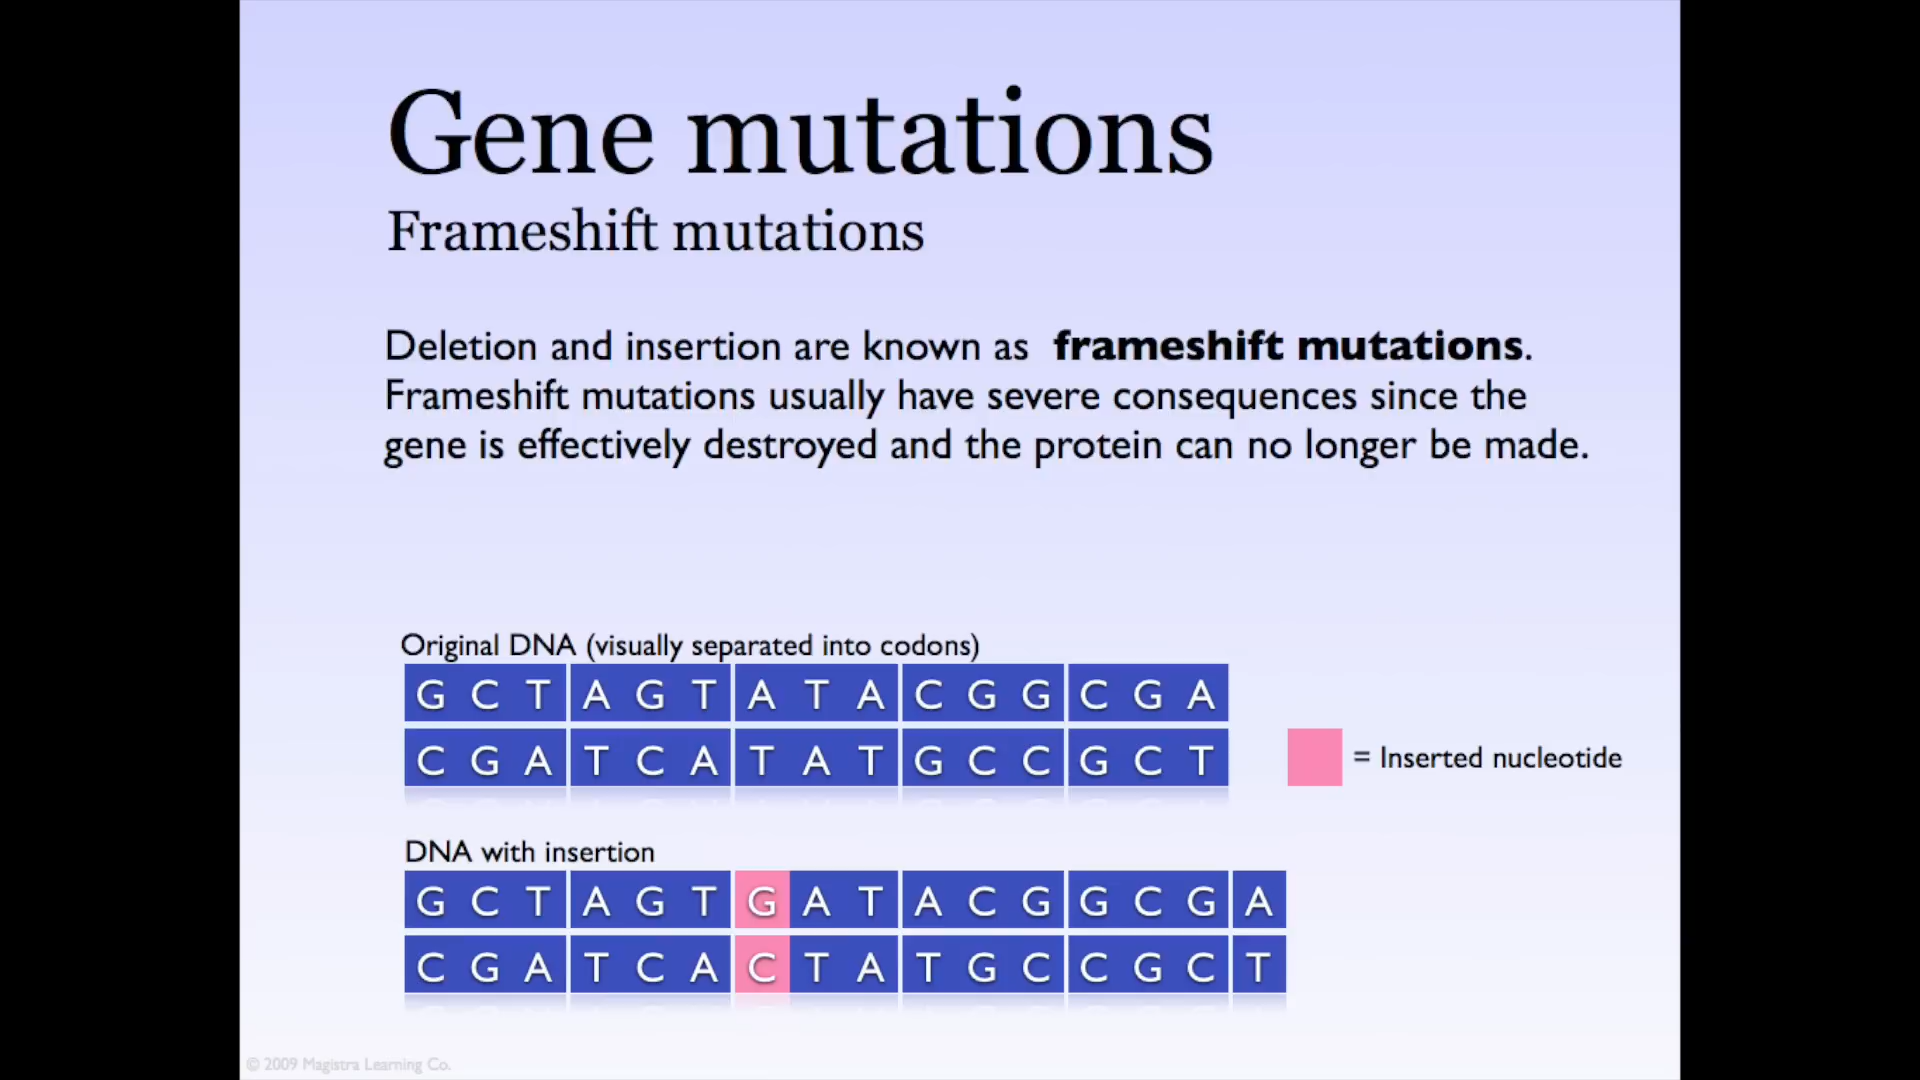 Gene mutations
Frameshift mutations
Deletion and insertion are known as frameshift mutations.
Frameshift mutations usually have severe consequences since the
gene is effectively destroyed and the protein can no longer be made.
Original DNA (visually separated into codons)
G C T A G T A T A C G G C G A
C G A T C A T A T G C C G C T
= Inserted nucleotide
DNA with insertion
G C T A G T G A T A C G G C G A
C G A T C A C T A T G C C G C T
© 2009 Magistra Learning Co.